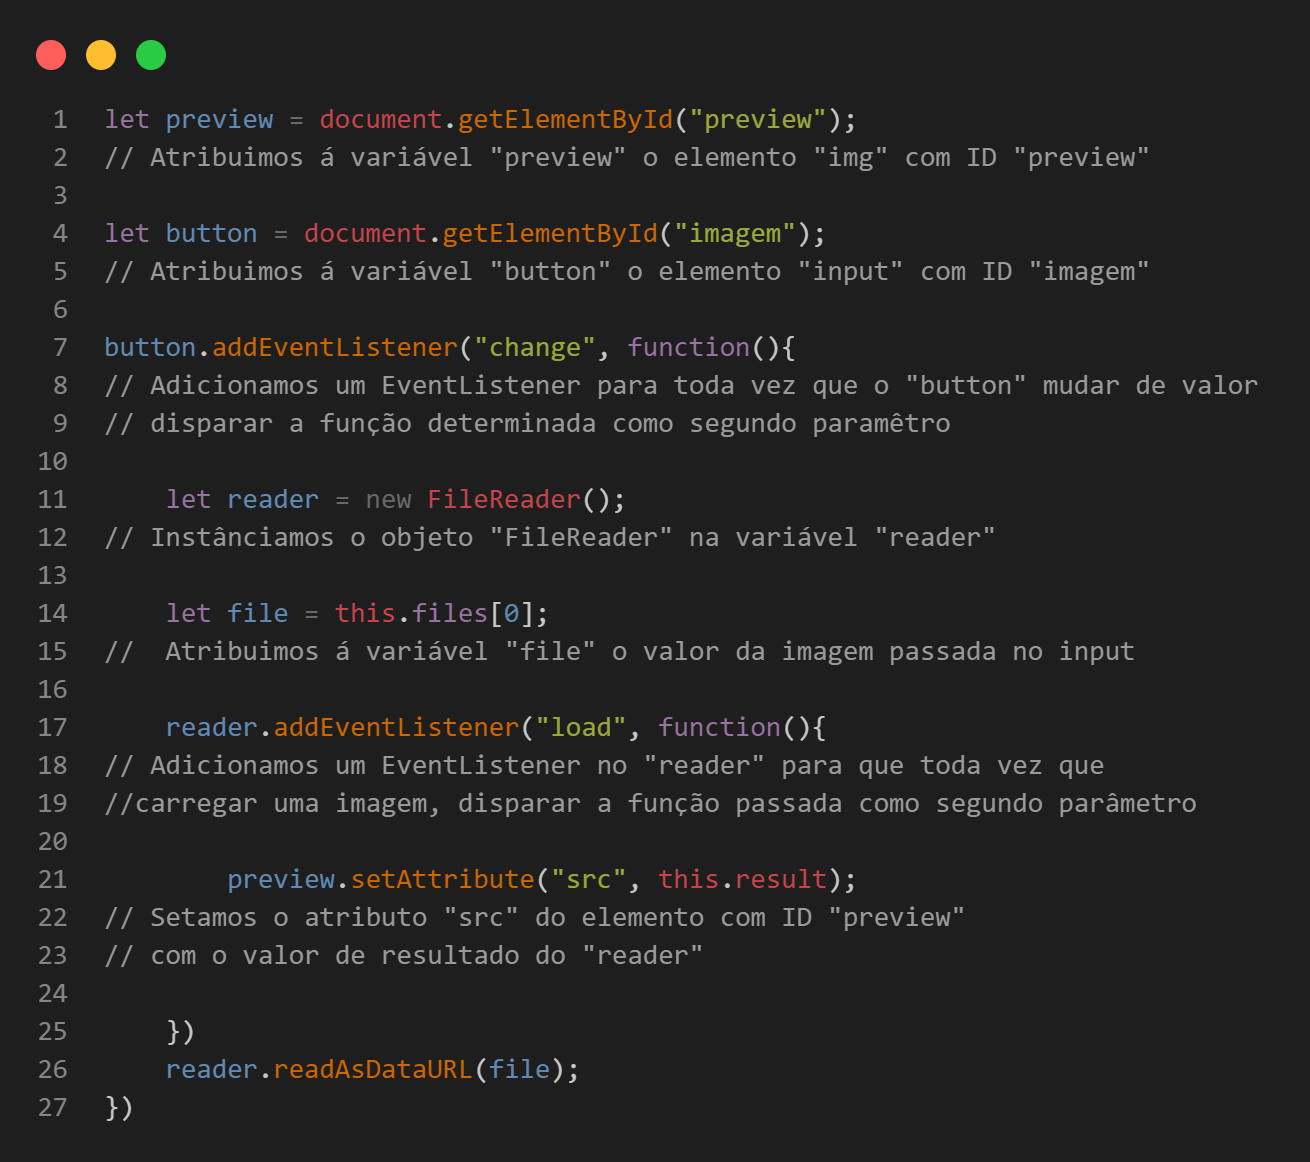 1 let preview = document.getElementById("preview");
2 // Atribuimos á variável "preview" o elemento "img" com ID "preview"
3
4 let button = document.getElementById("imagem");
5 // Atribuimos á variável "button" o elemento "input" com ID "imagem"
6
7 button.addEventListener("change", function(){
8 // Adicionamos um EventListener para toda vez que o "button" mudar de valor
9 // disparar a função determinada como segundo paramêtro
10
11     let reader = new FileReader();
12 // Instânciamos o objeto "FileReader" na variável "reader"
13
14     let file = this.files[0];
15 //  Atribuimos á variável "file" o valor da imagem passada no input
16
17     reader.addEventListener("load", function(){
18 // Adicionamos um EventListener no "reader" para que toda vez que
19 //carregar uma imagem, disparar a função passada como segundo parâmetro
20
21         preview.setAttribute("src", this.result);
22 // Setamos o atributo "src" do elemento com ID "preview"
23 // com o valor de resultado do "reader"
24
25     })
26     reader.readAsDataURL(file);
27 })